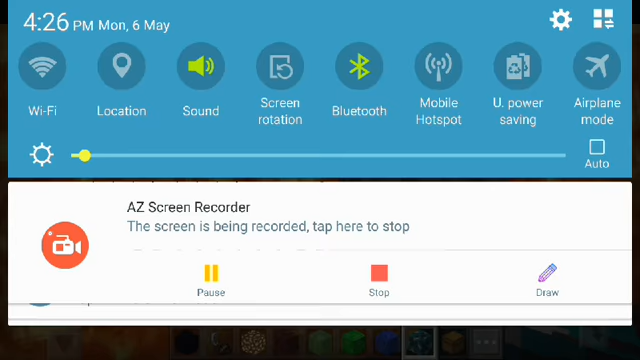 4:26 PM Mon, 6 May
Wi-Fi
Location
Sound
Screen
rotation
Bluetooth
Mobile
Hotspot
U. power
saving
Airplane
mode
Auto
AZ Screen Recorder
The screen is being recorded, tap here to stop
Pause
Stop
Draw